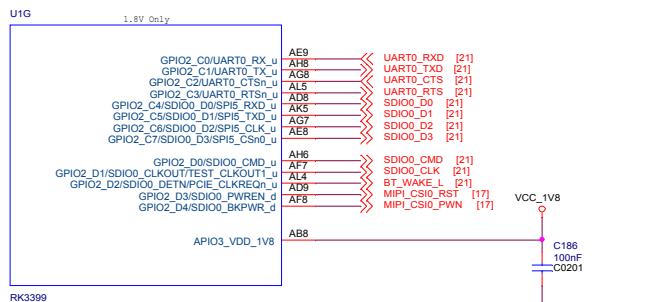 U1G
1.8V Only
GPIO2_C0/UART0_RX_u AE9 UART0_RXD [21]
GPIO2_C1/UART0_TX_u AH8 UART0_TXD [21]
GPIO2_C2/UART0_CTSn_u AG8 UART0_CTS [21]
GPIO2_C3/UART0_RTSn_u AL5 UART0_RTS [21]
GPIO2_C4/SDIO0_D0/SPI5_RXD_u AD8 SDIO0_D0 [21]
GPIO2_C5/SDIO0_D1/SPI5_TXD_u AK5 SDIO0_D1 [21]
GPIO2_C6/SDIO0_D2/SPI5_CLK_u AG7 SDIO0_D2 [21]
GPIO2_C7/SDIO0_D3/SPI5_CSn0_u AE8 SDIO0_D3 [21]
GPIO2_D0/SDIO0_CMD_u AH6 SDIO0_CMD [21]
GPIO2_D1/SDIO0_CLKOUT/TEST_CLKOUT1_u AF7 SDIO0_CLK [21]
GPIO2_D2/SDIO0_DETN/PCIE_CLKREQn_u AL4 BT_WAKE_L [21]
GPIO2_D3/SDIO0_PWREN_d AD9 MIPI_CSI0_RST [17]
GPIO2_D4/SDIO0_BKPWR_d AF8 MIPI_CSI0_PWN [17]
VCC_1V8
APIO3_VDD_1V8 AB8
C186
100nF
C0201
RK3399